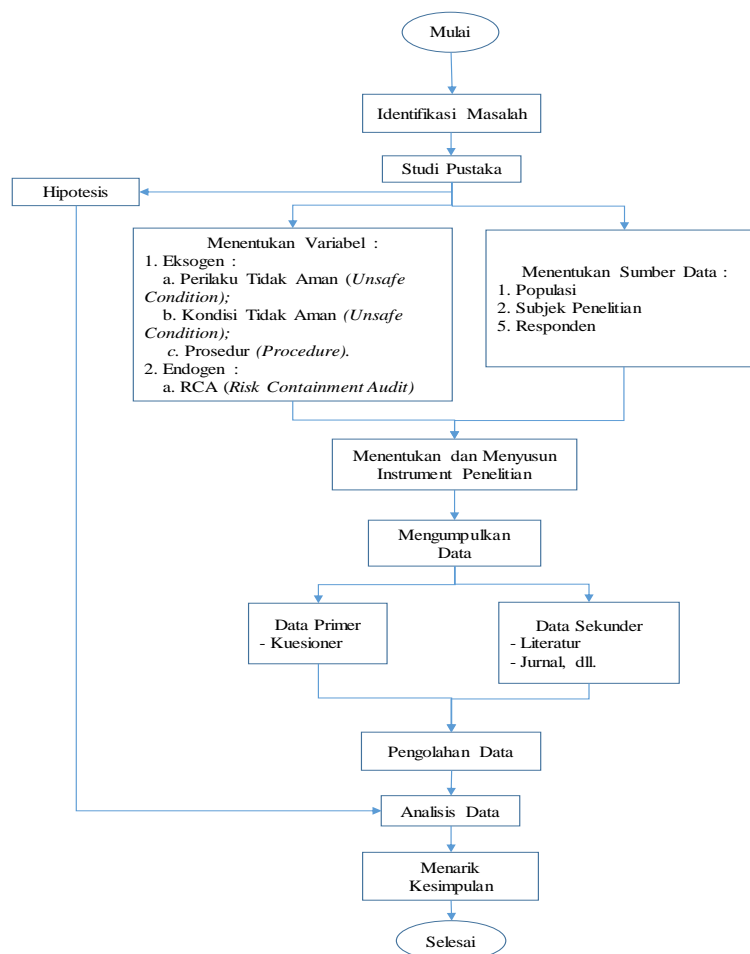 Mulai
Identifikasi Masalah
Studi Pustaka
Hipotesis
Menentukan Variabel :
1. Eksogen :
a. Perilaku Tidak Aman (Unsafe
Condition);
b. Kondisi Tidak Aman (Unsafe
Condition);
c. Prosedur (Procedure).
2. Endogen :
a. RCA (Risk Containment Audit)
Menentukan Sumber Data :
1. Populasi
2. Subjek Penelitian
5. Responden
Menentukan dan Menyusun
Instrument Penelitian
Mengumpulkan
Data
Data Primer
- Kuesioner
Data Sekunder
- Literatur
- Jurnal, dll.
Pengolahan Data
Analisis Data
Menarik
Kesimpulan
Selesai